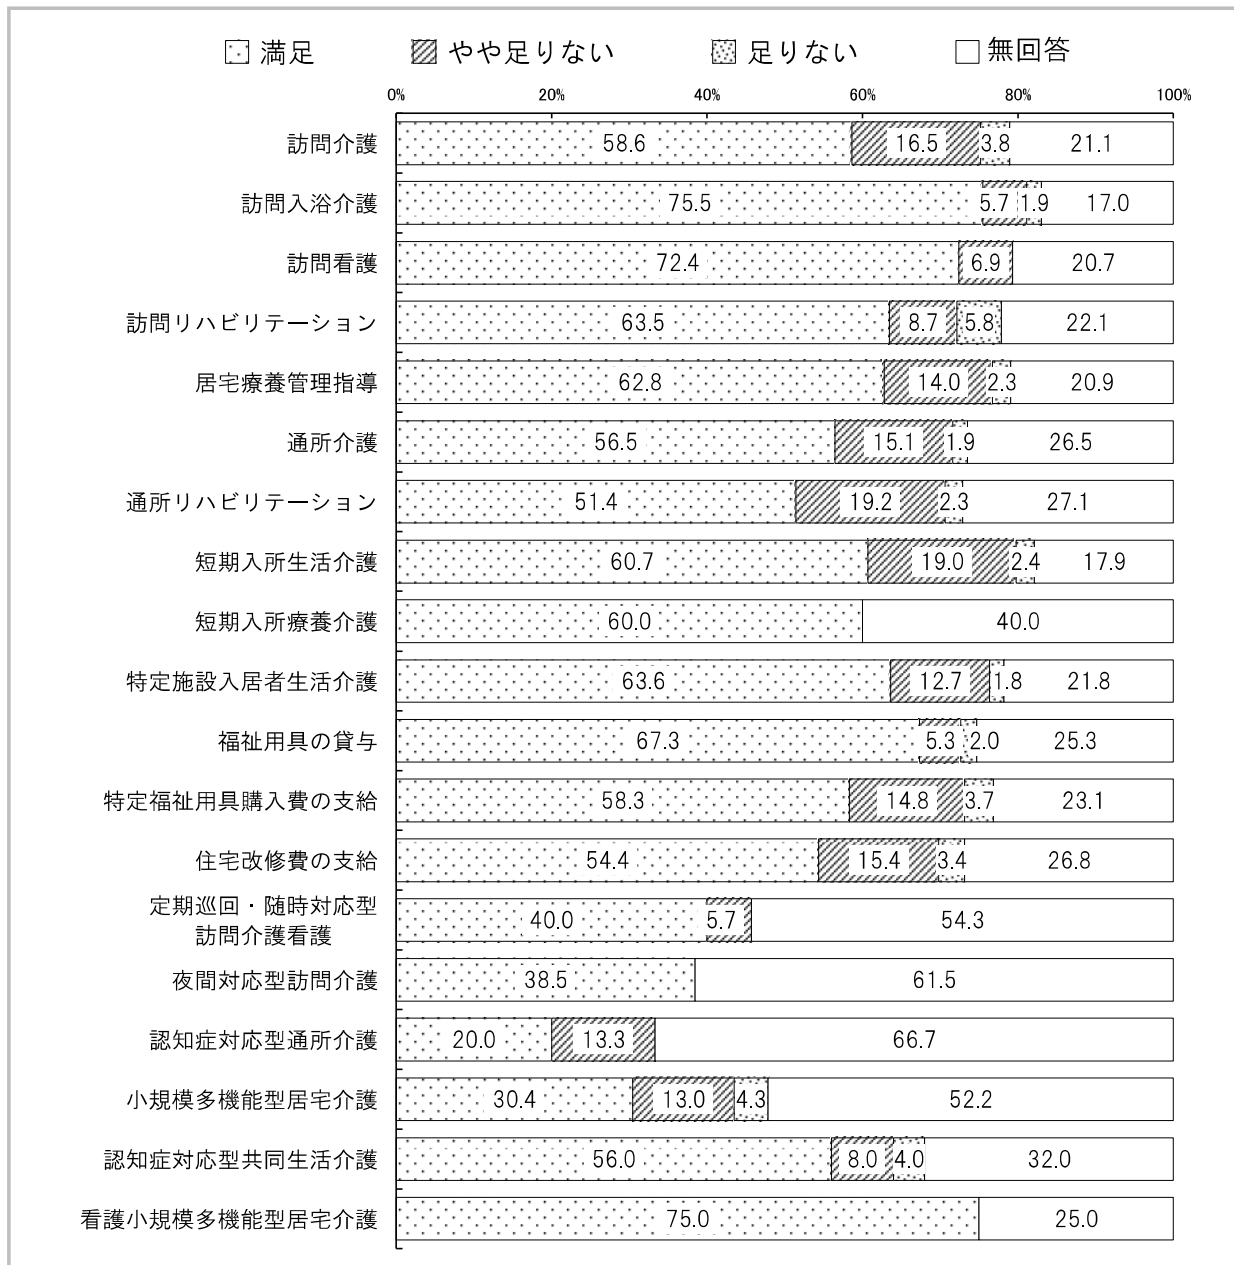 満足 やや足りない 足りない 無回答
0% 20% 40% 60% 80% 100%
訪問介護 58.6 16.5 3.8 21.1
訪問入浴介護 75.5 5.7 1.9 17.0
訪問看護 72.4 6.9 20.7
訪問リハビリテーション 63.5 8.7 5.8 22.1
居宅療養管理指導 62.8 14.0 2.3 20.9
通所介護 56.5 15.1 1.9 26.5
通所リハビリテーション 51.4 19.2 2.3 27.1
短期入所生活介護 60.7 19.0 2.4 17.9
短期入所療養介護 60.0 40.0
特定施設入居者生活介護 63.6 12.7 1.8 21.8
福祉用具の貸与 67.3 5.3 2.0 25.3
特定福祉用具購入費の支給 58.3 14.8 3.7 23.1
住宅改修費の支給 54.4 15.4 3.4 26.8
定期巡回・随時対応型
訪問介護看護 40.0 5.7 54.3
夜間対応型訪問介護 38.5 61.5
認知症対応型通所介護 20.0 13.3 66.7
小規模多機能型居宅介護 30.4 13.0 4.3 52.2
認知症対応型共同生活介護 56.0 8.0 4.0 32.0
看護小規模多機能型居宅介護 75.0 25.0